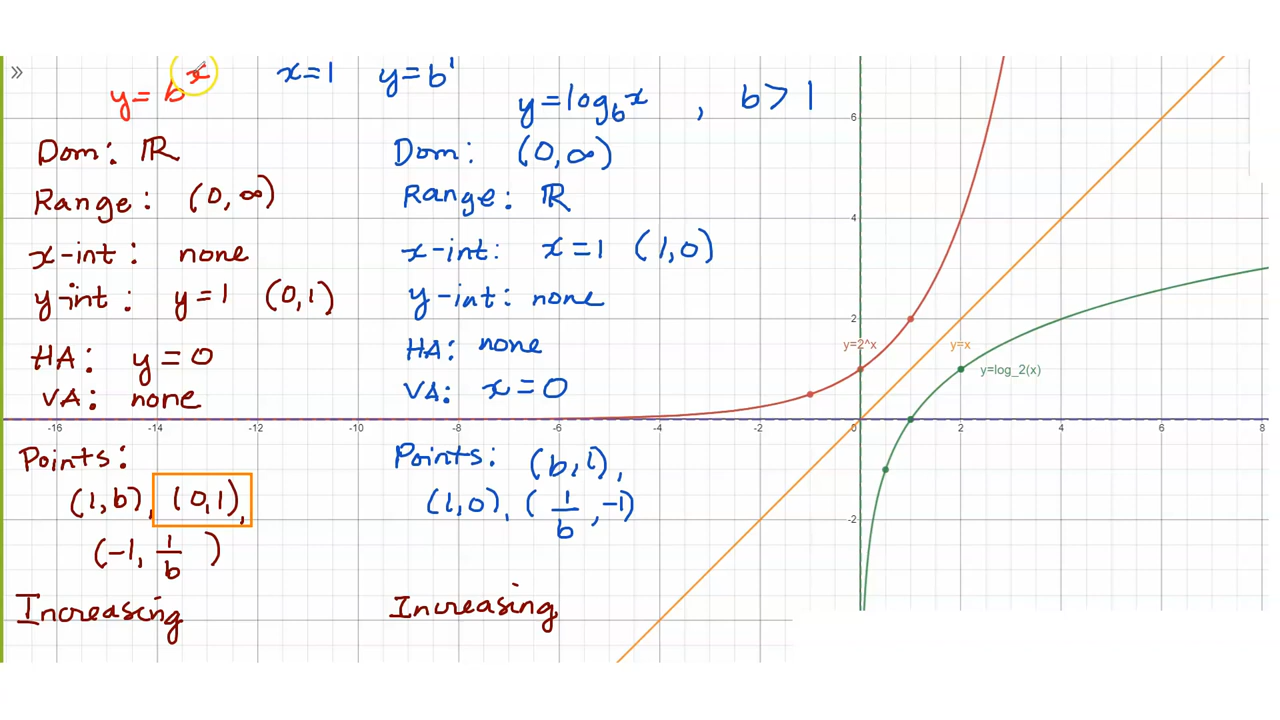 »
y = b^x
x = 1 y = b^1
y = log_b x , b > 1
Dom: ℝ
Range: (0, ∞)
x-int: none
y-int: y = 1 (0, 1)
HA: y = 0
VA: none
Points:
(1, b), (0, 1),
(-1, 1/b)
Increasing
Dom: (0, ∞)
Range: ℝ
x-int: x = 1 (1, 0)
y-int: none
HA: none
VA: x = 0
Points: (b, 1),
(1, 0), (1/b, -1)
Increasing
6
4
2
-2
y=2^x
y=x
y=log_2(x)
-16 -14 -12 -10 -8 -6 -4 -2 0 2 4 6 8